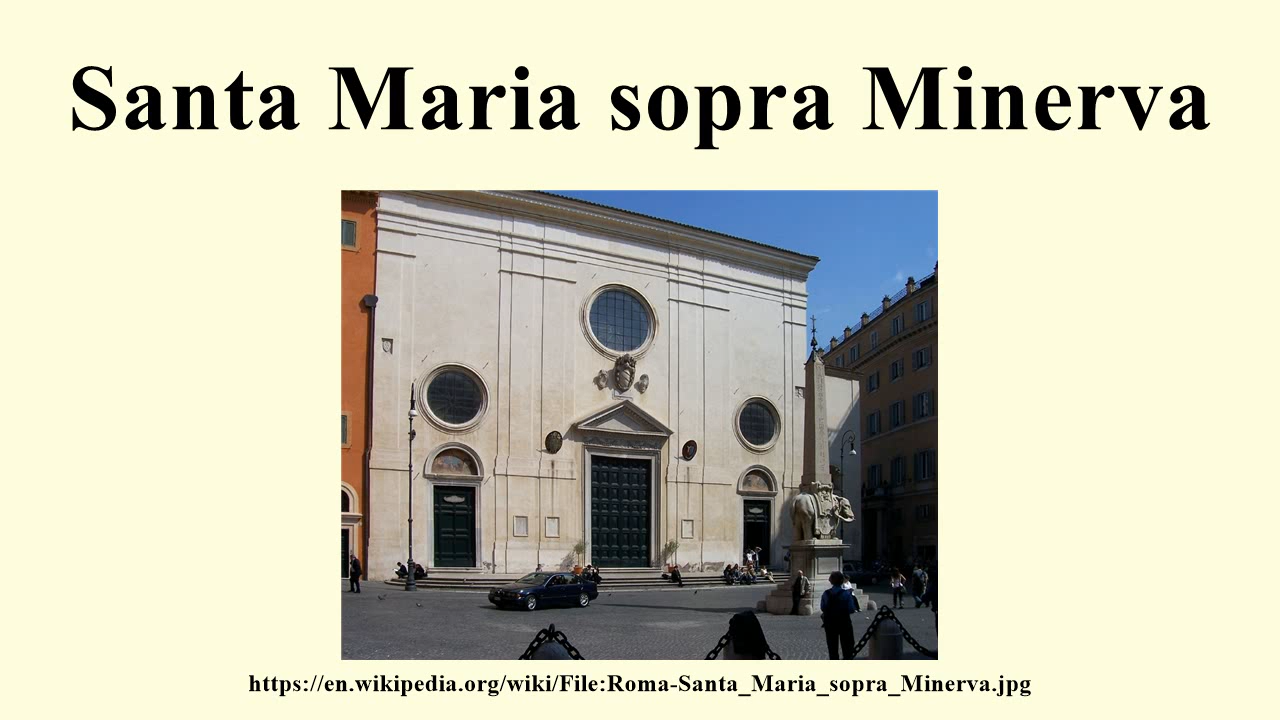 Santa Maria sopra Minerva
https://en.wikipedia.org/wiki/File:Roma-Santa_Maria_sopra_Minerva.jpg